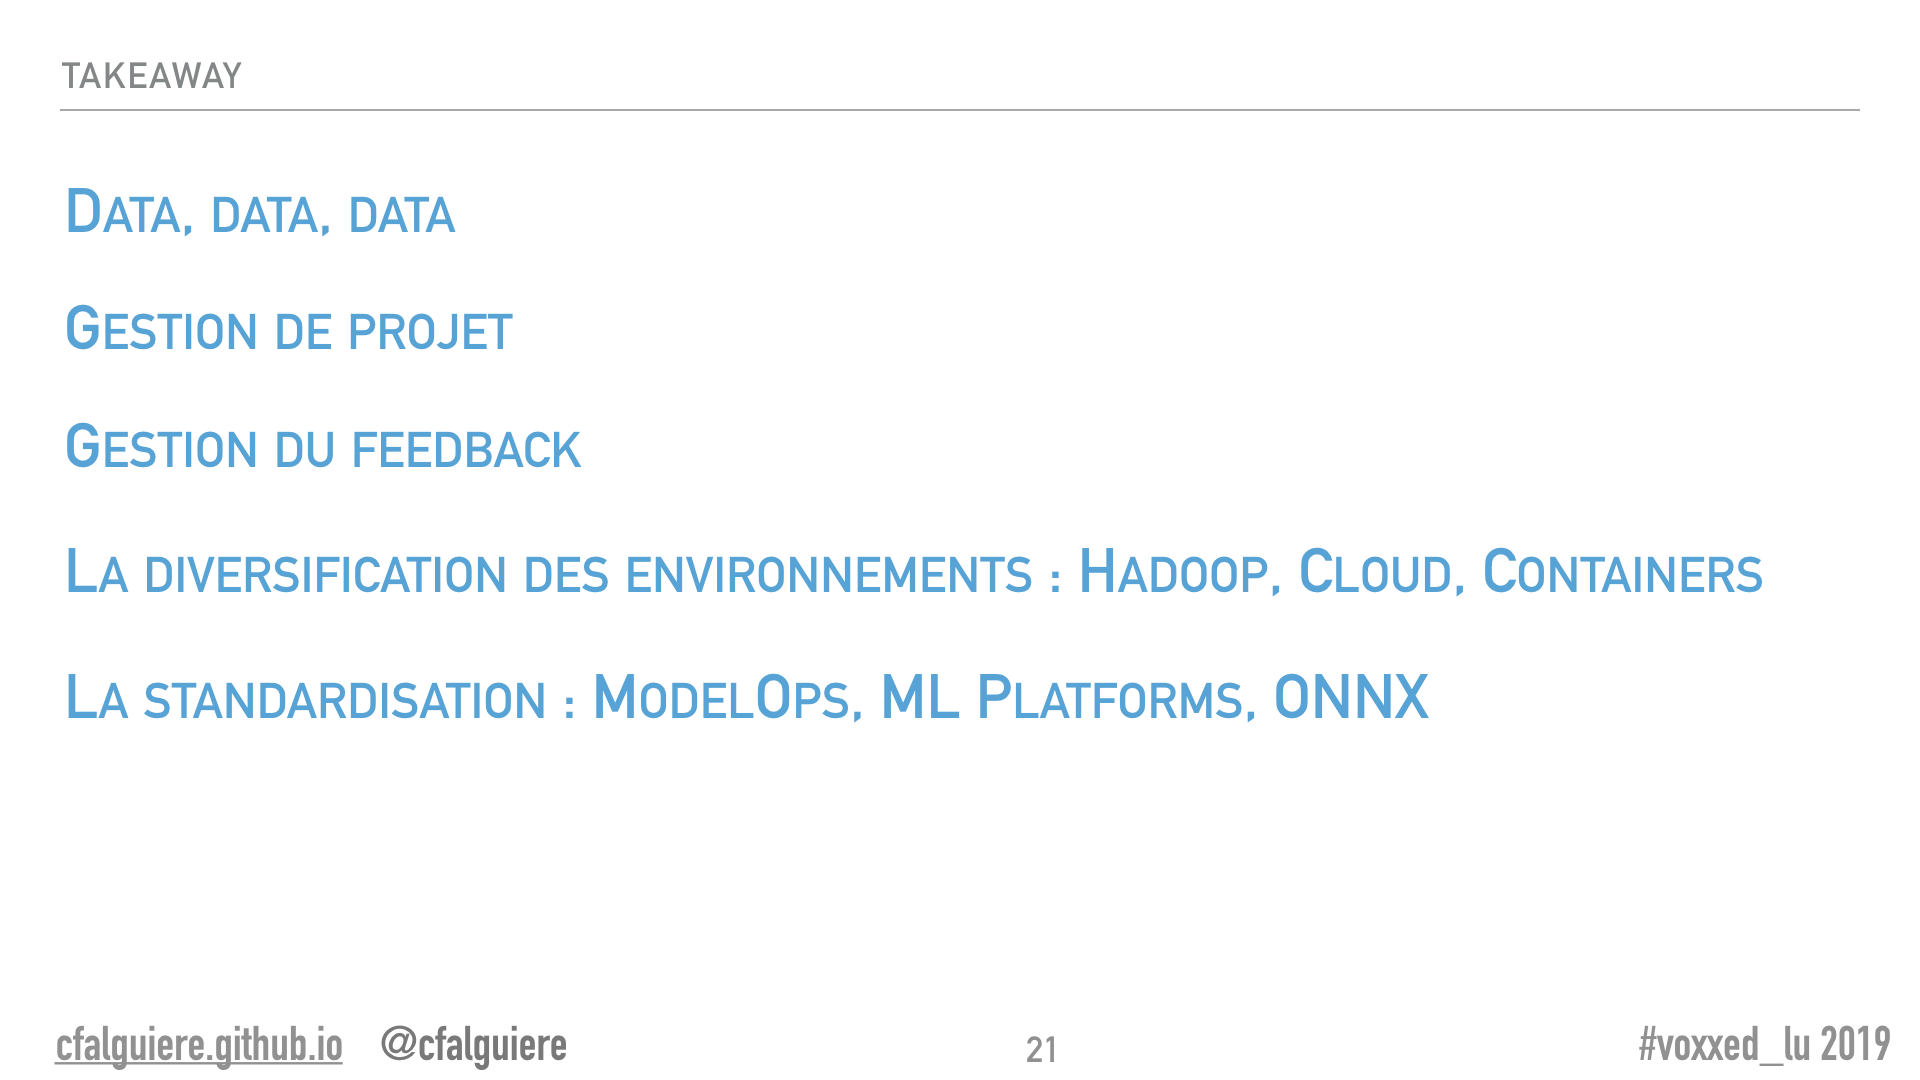 TAKEAWAY
Data, data, data
Gestion de projet
Gestion du feedback
La diversification des environnements : Hadoop, Cloud, Containers
La standardisation : ModelOps, ML Platforms, ONNX
cfalguiere.github.io @cfalguiere 21 #voxxed_lu 2019